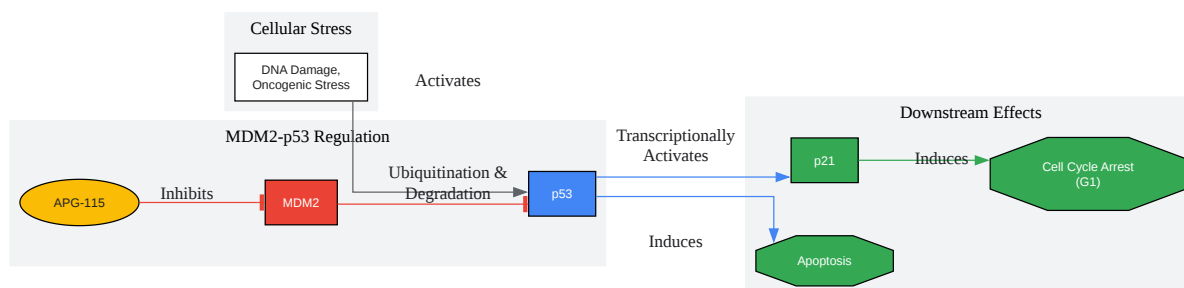 Cellular Stress
DNA Damage,
Oncogenic Stress
Activates
MDM2-p53 Regulation
APG-115
Inhibits
MDM2
Ubiquitination &
Degradation
p53
Transcriptionally
Activates
Induces
Downstream Effects
p21
Induces
Cell Cycle Arrest
(G1)
Apoptosis